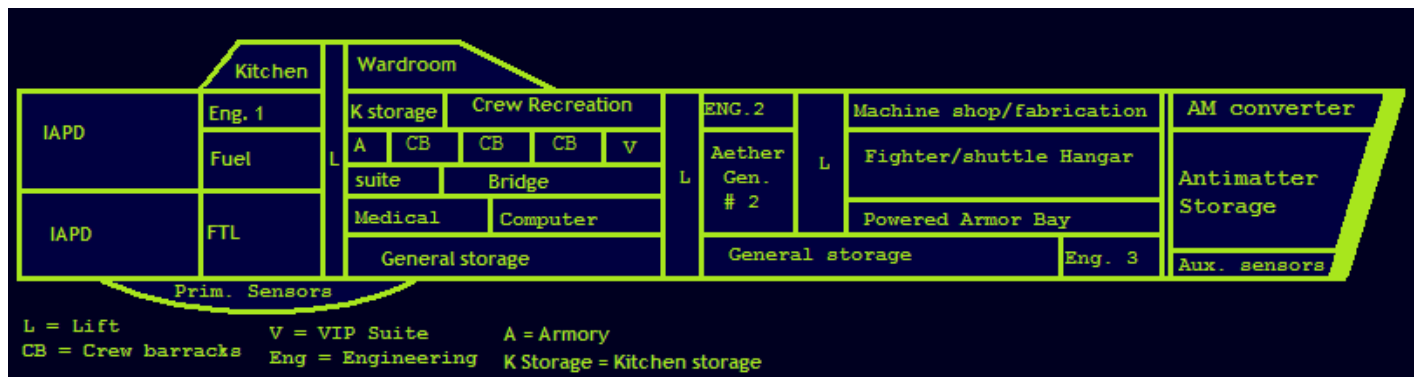 Kitchen
Wardroom
IAPD
Eng. 1
K storage
Crew Recreation
ENG.2
Machine shop/fabrication
AM converter
Fuel
L
A
CB
CB
CB
V
L
Aether
Gen.
# 2
L
Fighter/shuttle Hangar
Antimatter
Storage
suite
Bridge
IAPD
FTL
Medical
Computer
Powered Armor Bay
General storage
General storage
Eng. 3
Aux. sensors
Prim. Sensors
L = Lift
CB = Crew barracks
V = VIP Suite
Eng = Engineering
A = Armory
K Storage = Kitchen storage